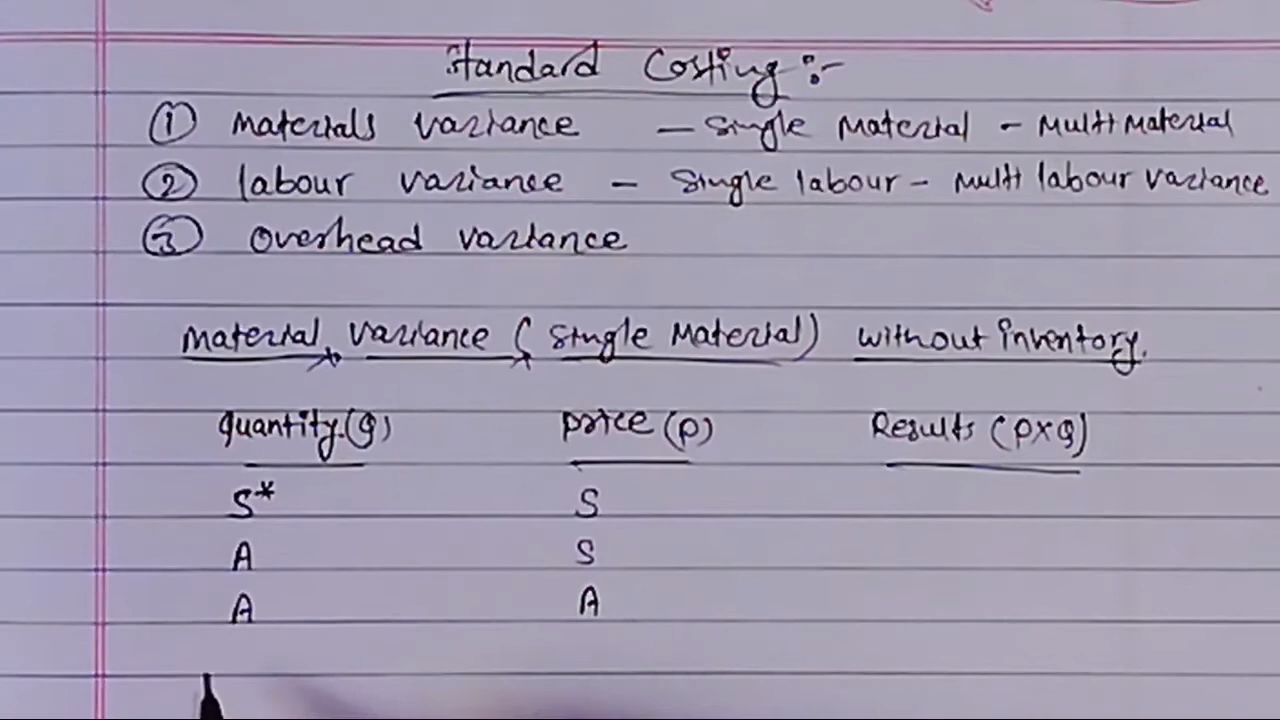 Standard Costing :-
① Materials variance – Single Material – Multi Material
② labour variance – Single labour – Multi labour variance
③ overhead variance
Material variance (Single Material) without inventory.
Quantity.(Q) Price (P) Results (P×Q)
S* S
A S
A A